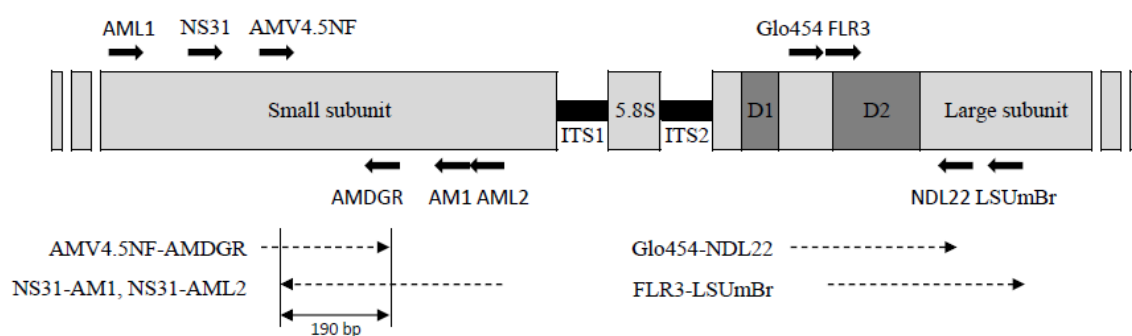 AML1 NS31 AMV4.5NF Glo454 FLR3
Small subunit 5.8S D1 D2 Large subunit
ITS1 ITS2
AMDGR AM1 AML2 NDL22 LSUmBr
AMV4.5NF-AMDGR Glo454-NDL22
NS31-AM1, NS31-AML2 FLR3-LSUmBr
190 bp